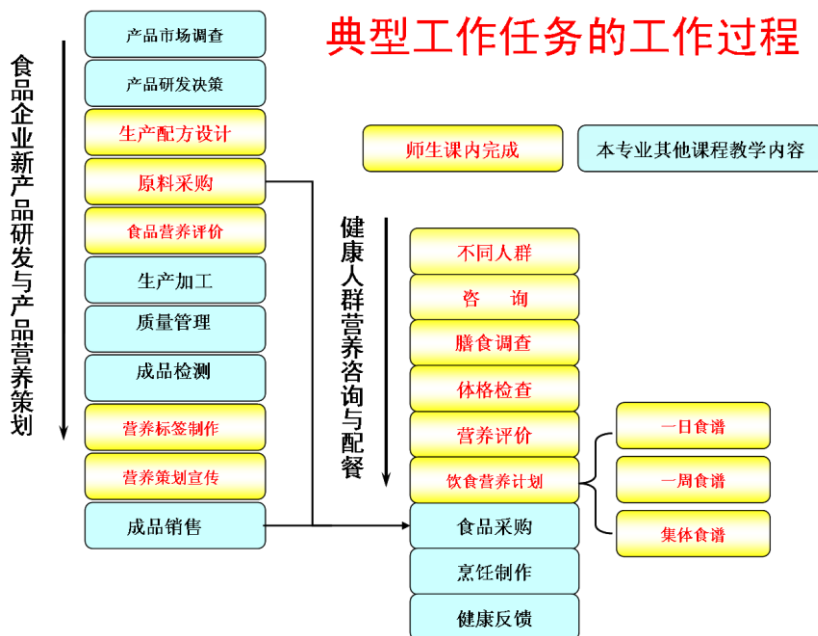 典型工作任务的工作过程
食品企业新产品研发与产品营养策划
产品市场调查
产品研发决策
生产配方设计
原料采购
食品营养评价
生产加工
质量管理
成品检测
营养标签制作
营养策划宣传
成品销售
师生课内完成
本专业其他课程教学内容
健康人群营养咨询与配餐
不同人群
咨 询
膳食调查
体格检查
营养评价
饮食营养计划
食品采购
烹饪制作
健康反馈
一日食谱
一周食谱
集体食谱